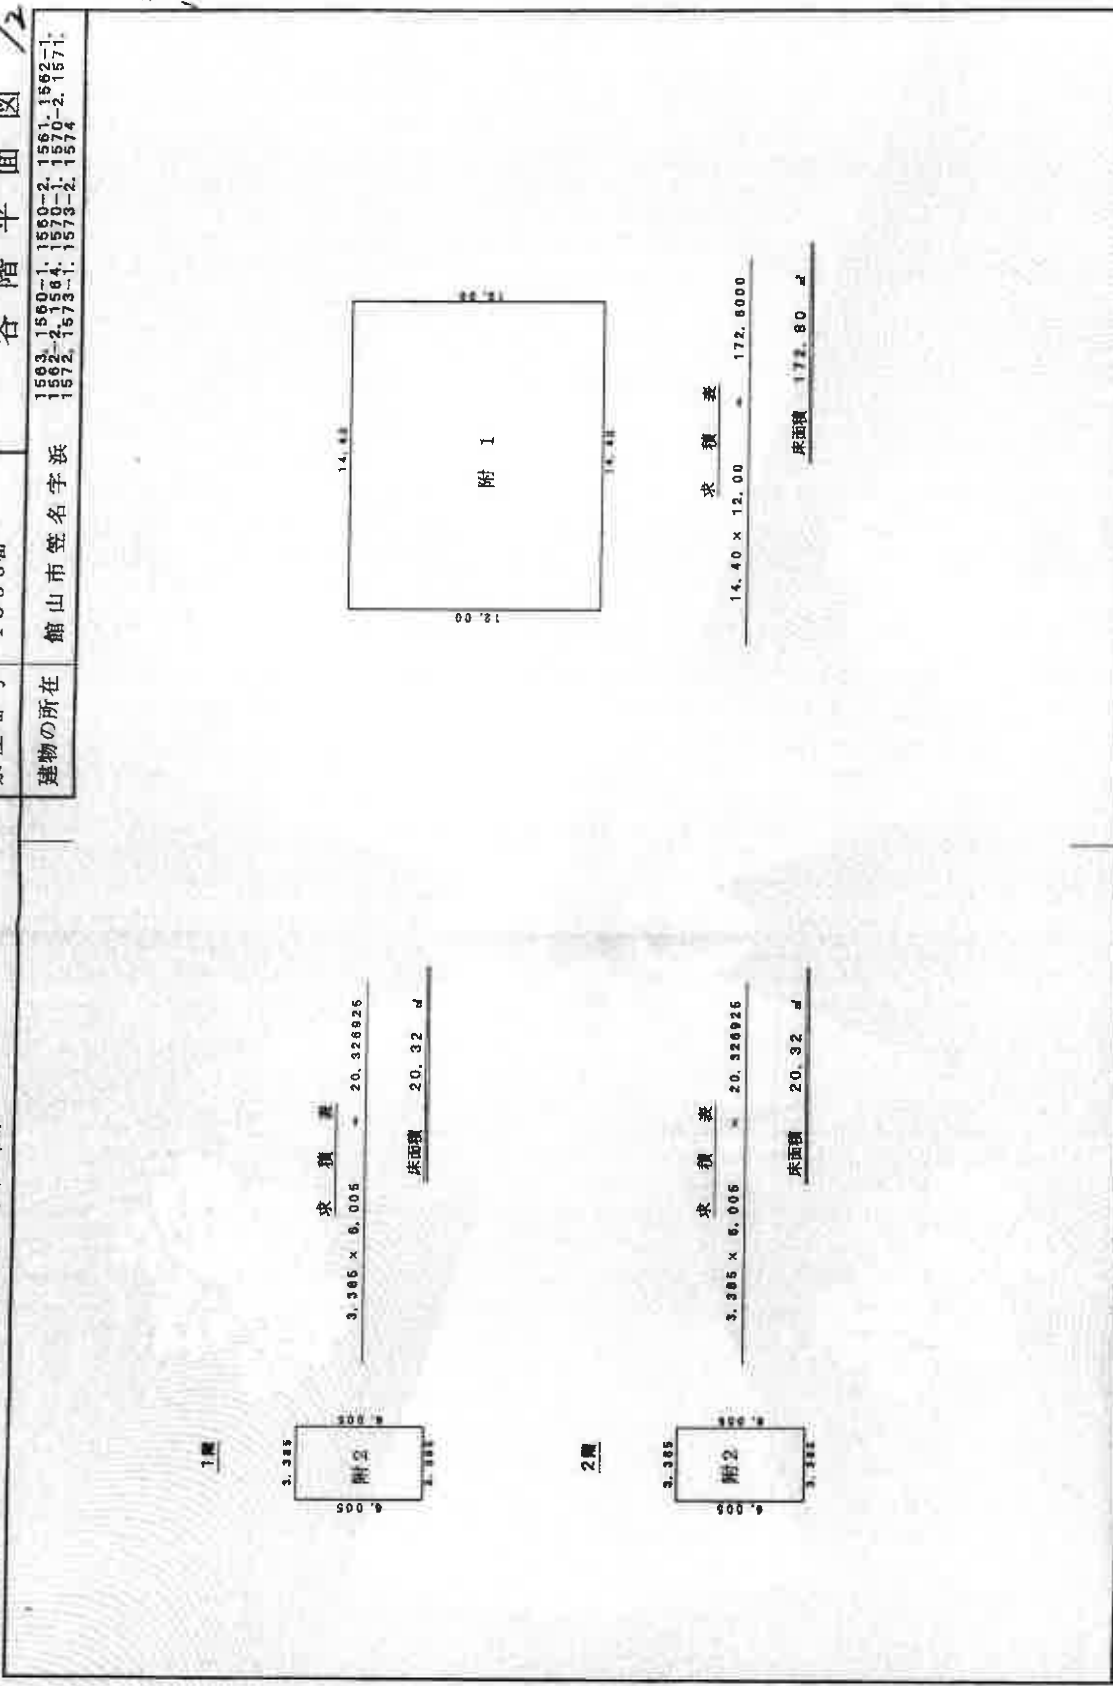 各階平面図
建物の所在
館山市笠名字浜
1563, 1560-1, 1560-2, 1561, 1562-1,
1562-2, 1564, 1570-1, 1570-2, 1571,
1572, 1573-1, 1573-2, 1574
1階
3.385
6.005
附2
6.005
3.385
求積表
3.385 × 6.005 = 20.326925
床面積 20.32 ㎡
2階
3.385
6.005
附2
6.005
3.385
求積表
3.385 × 6.005 = 20.326925
床面積 20.32 ㎡
14.40
12.00
附 1
12.00
14.40
求積表
14.40 × 12.00 = 172.8000
床面積 172.80 ㎡